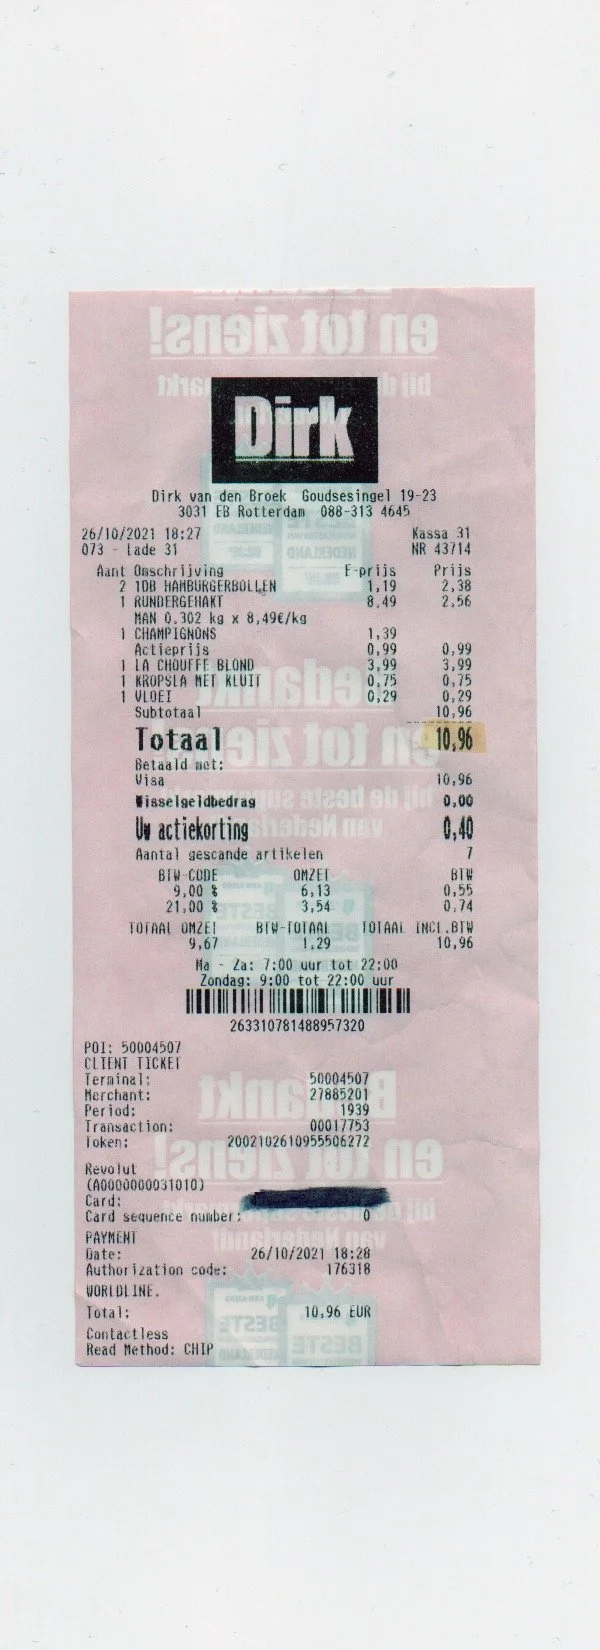 Dirk
Dirk van den Broek Goudsesingel 19-23
3031 EB Rotterdam 088-313 4645
26/10/2021 18:27 Kassa 31
073 - Lade 31 NR 43714
Aant Omschrijving E-prijs Prijs
2 1DB HAMBURGERBOLLEN 1,19 2,38
1 RUNDERGEHAKT 8,49 2,56
MAN 0,302 kg x 8,49€/kg
1 CHAMPIGNONS 1,39
Actieprijs 0,99 0,99
1 LA CHOUFFE BLOND 3,99 3,99
1 KROPSLA MET KLUIT 0,75 0,75
1 VLOEI 0,29 0,29
Subtotaal 10,96
Totaal 10,96
Betaald met:
Visa 10,96
Wisselgeldbedrag 0,00
Uw actiekorting 0,40
Aantal gescande artikelen 7
BTW-CODE OMZET BTW
9,00 % 6,13 0,55
21,00 % 3,54 0,74
TOTAAL OMZET BTW-TOTAAL TOTAAL INCL.BTW
9,67 1,29 10,96
Ma - Za: 7:00 uur tot 22:00
Zondag: 9:00 tot 22:00 uur
263310781488957320
POI: 50004507
CLIENT TICKET
Terminal: 50004507
Merchant: 27885201
Period: 1939
Transaction: 00017753
Token: 2002102610955506272
Revolut
(A0000000031010)
Card:
Card sequence number: 0
PAYMENT
Date: 26/10/2021 18:28
Authorization code: 176318
WORLDLINE.
Total: 10,96 EUR
Contactless
Read Method: CHIP